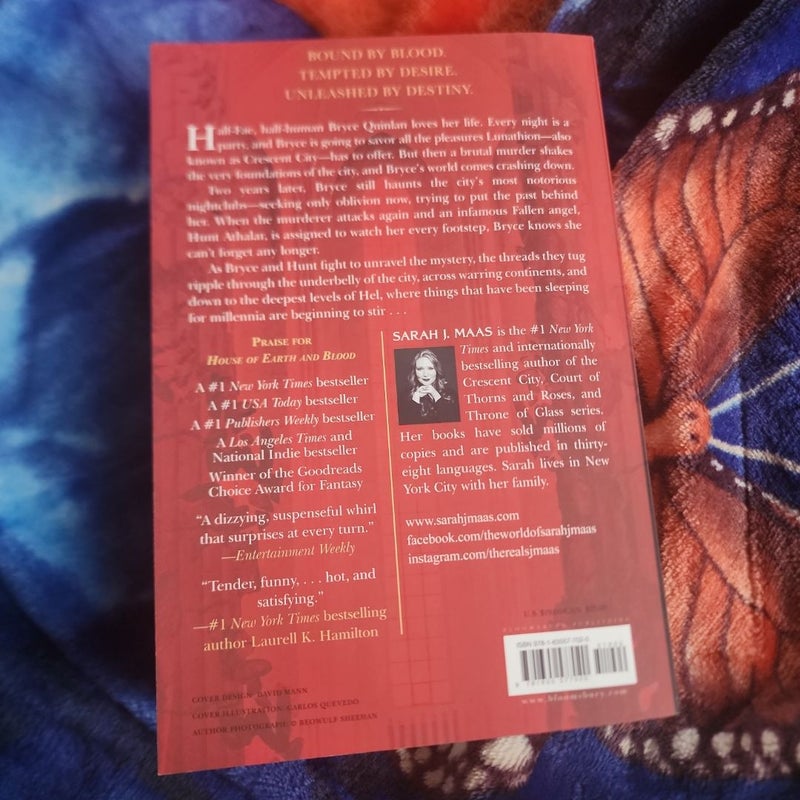 BOUND BY BLOOD.
TEMPTED BY DESIRE.
UNLEASHED BY DESTINY.
Half-Fae, half-human Bryce Quinlan loves her life. Every night is a
party, and Bryce is going to savor all the pleasures Lunathion—also
known as Crescent City—has to offer. But then a brutal murder shakes
the very foundations of the city, and Bryce's world comes crashing down.
Two years later, Bryce still haunts the city's most notorious
nightclubs—seeking only oblivion now, trying to put the past behind
her. When the murderer attacks again and an infamous Fallen angel,
Hunt Athalar, is assigned to watch her every footstep, Bryce knows she
can't forget any longer.
As Bryce and Hunt fight to unravel the mystery, the threads they tug
ripple through the underbelly of the city, across warring continents, and
down to the deepest levels of Hel, where things that have been sleeping
for millennia are beginning to stir . . .
PRAISE FOR
HOUSE OF EARTH AND BLOOD
A #1 New York Times bestseller
A #1 USA Today bestseller
A #1 Publishers Weekly bestseller
A Los Angeles Times and
National Indie bestseller
Winner of the Goodreads
Choice Award for Fantasy
“A dizzying, suspenseful whirl
that surprises at every turn.”
—Entertainment Weekly
“Tender, funny, . . . hot, and
satisfying.”
—#1 New York Times bestselling
author Laurell K. Hamilton
SARAH J. MAAS is the #1 New York
Times and internationally
bestselling author of the
Crescent City, Court of
Thorns and Roses, and
Throne of Glass series.
Her books have sold millions of
copies and are published in thirty-
eight languages. Sarah lives in New
York City with her family.
www.sarahjmaas.com
facebook.com/theworldofsarahjmaas
instagram.com/therealsjmaas
COVER DESIGN: DAVID MANN
COVER ILLUSTRATION: CARLOS QUEVEDO
AUTHOR PHOTOGRAPH: © BEOWULF SHEEHAN
www.bloomsbury.com